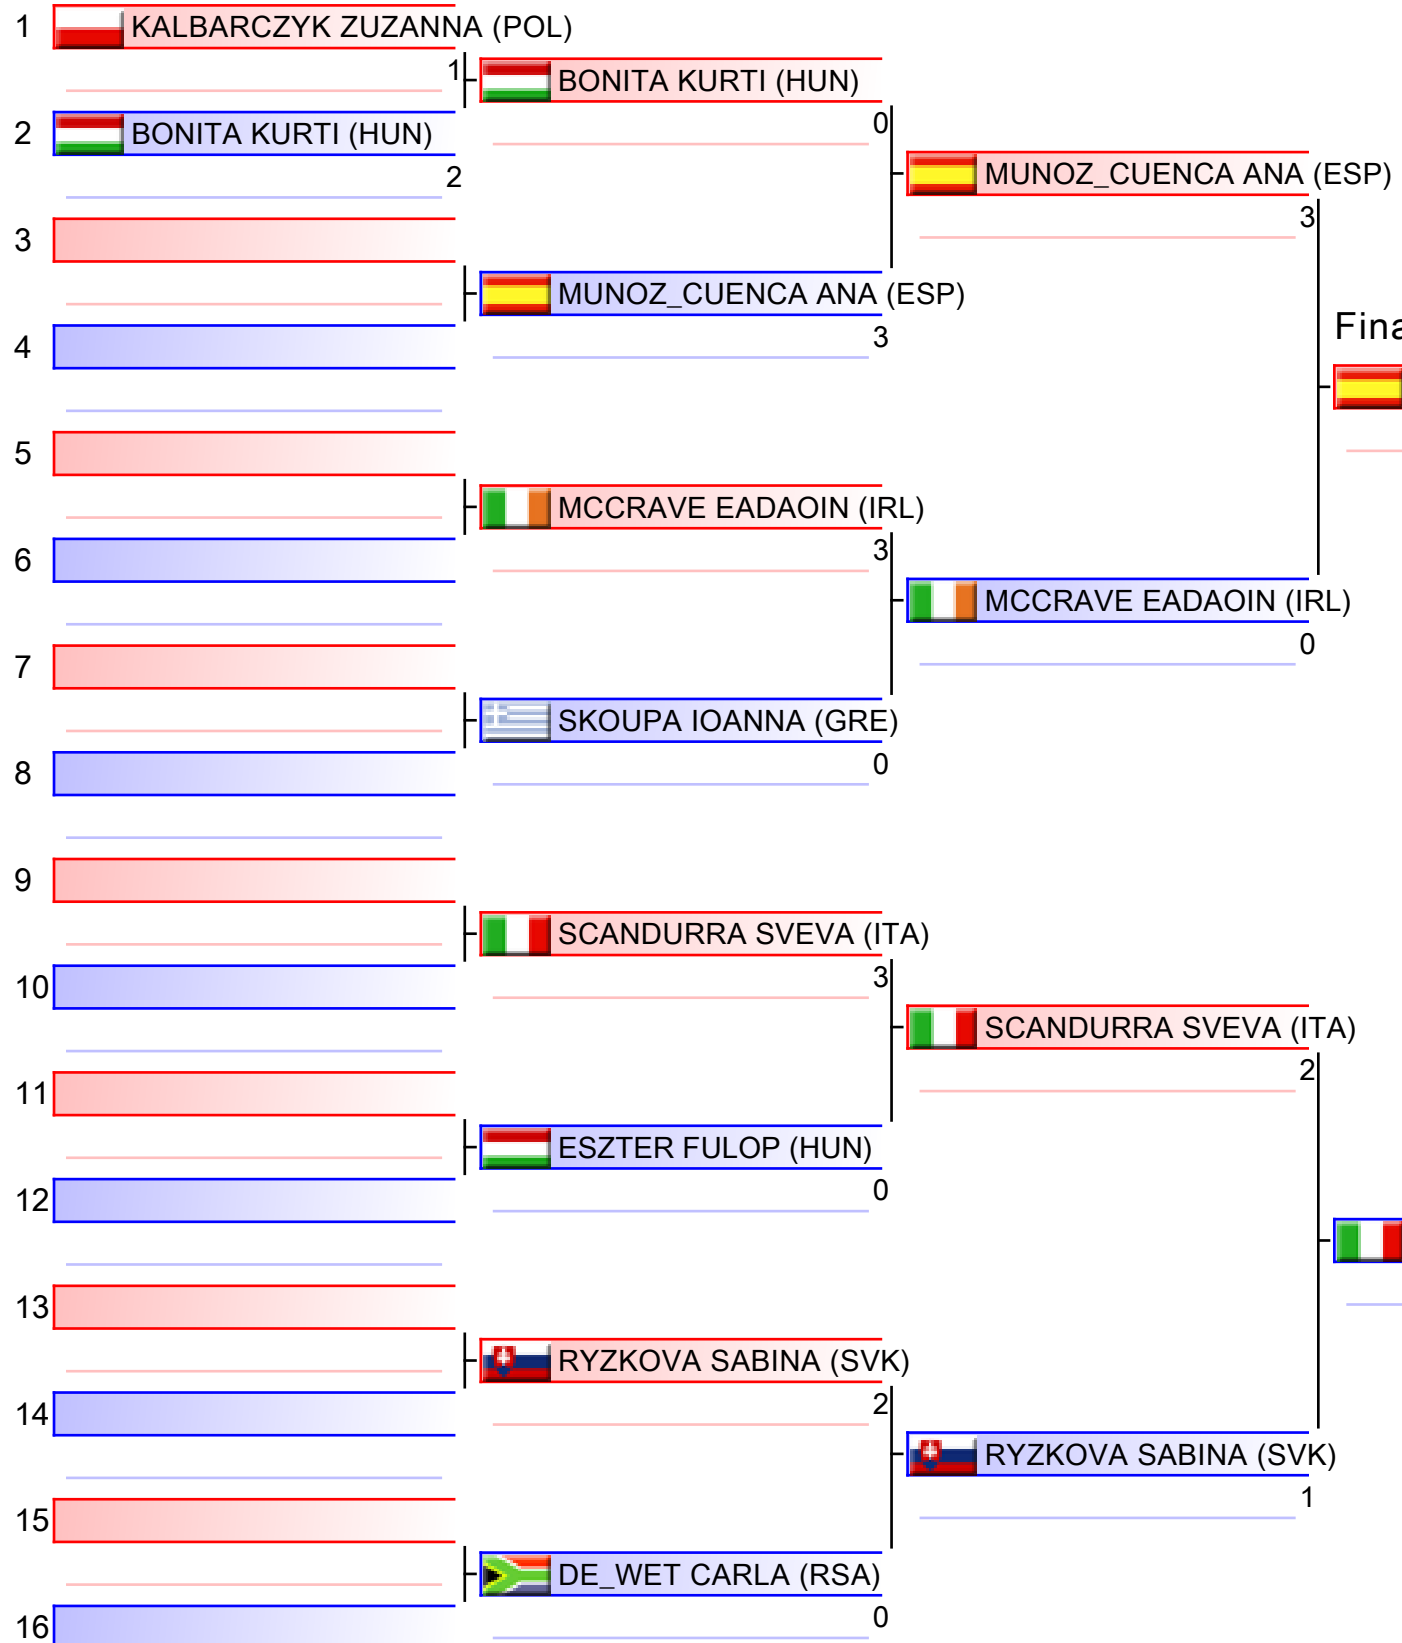 1 KALBARCZYK ZUZANNA (POL)
1
BONITA KURTI (HUN)
0
2 BONITA KURTI (HUN)
2
MUNOZ_CUENCA ANA (ESP)
3
3
MUNOZ_CUENCA ANA (ESP)
3
4
Fina
5
MCCRAVE EADAOIN (IRL)
3
6
MCCRAVE EADAOIN (IRL)
0
7
SKOUPA IOANNA (GRE)
0
8
9
SCANDURRA SVEVA (ITA)
3
10
SCANDURRA SVEVA (ITA)
2
11
ESZTER FULOP (HUN)
0
12
13
RYZKOVA SABINA (SVK)
2
14
RYZKOVA SABINA (SVK)
1
15
DE_WET CARLA (RSA)
0
16